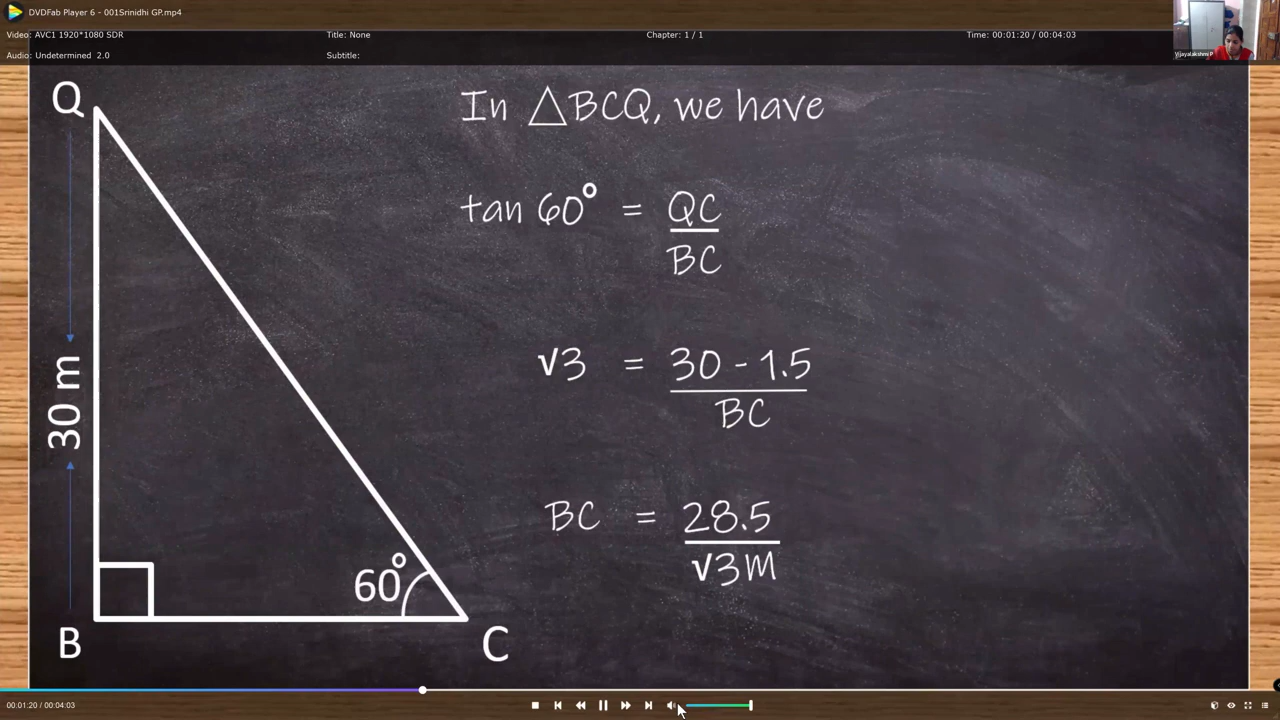 DVDFab Player 6 - 001Srinidhi GP.mp4
Video: AVC1 1920*1080 SDR
Title: None
Chapter: 1 / 1
Time: 00:01:20 / 00:04:03
Audio: Undetermined 2.0
Subtitle:
Vijayalakshmi P
Q
30 m
B
60°
C
In △BCQ, we have
tan 60° = QC
BC
√3 = 30 - 1.5
BC
BC = 28.5
√3M
00:01:20 / 00:04:03